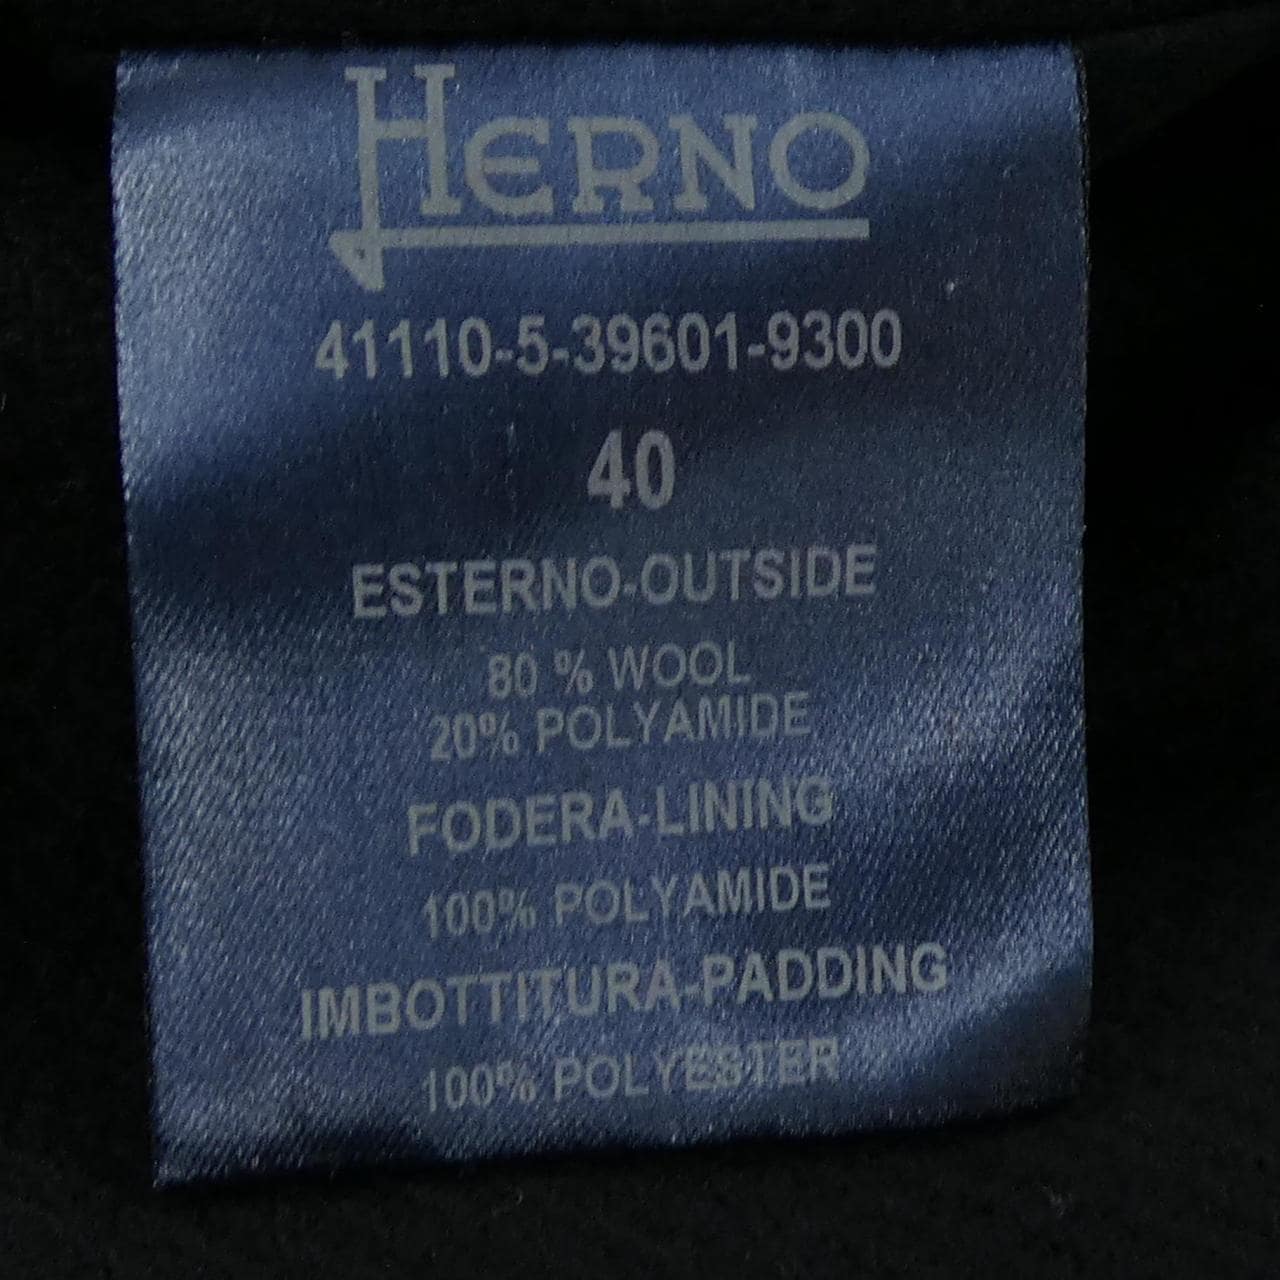 HERNO
41110-5-39601-9300
40
ESTERNO-OUTSIDE
80 % WOOL
20% POLYAMIDE
FODERA-LINING
100% POLYAMIDE
IMBOTTITURA-PADDING
100% POLYESTER